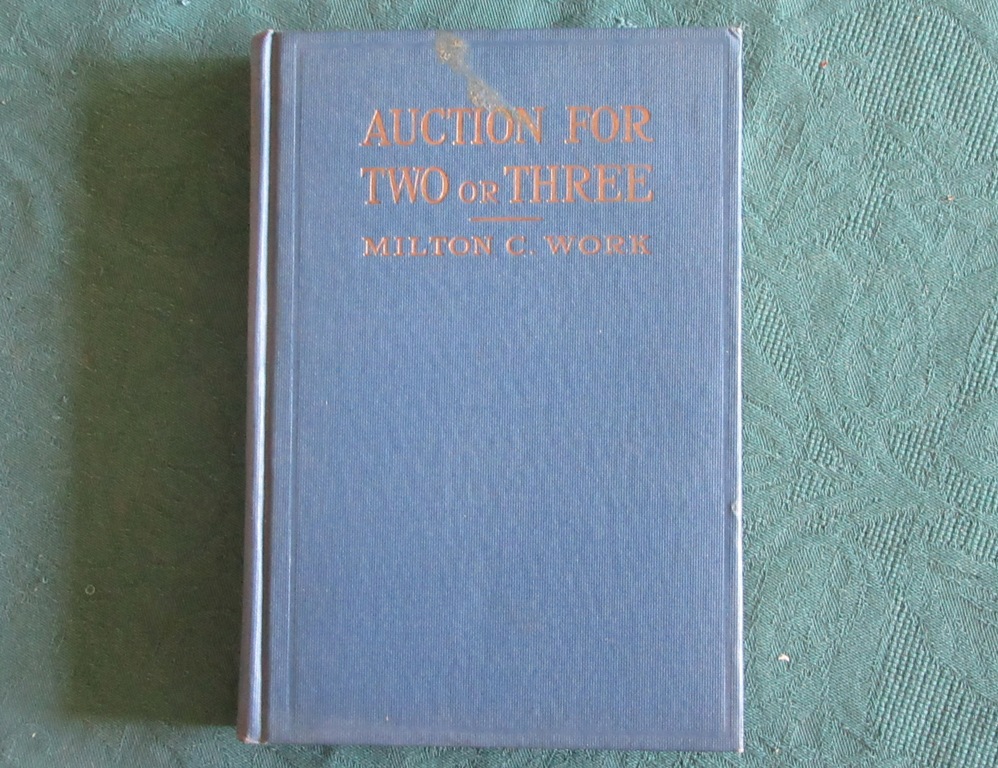 AUCTION FOR
TWO OR THREE
MILTON C. WORK